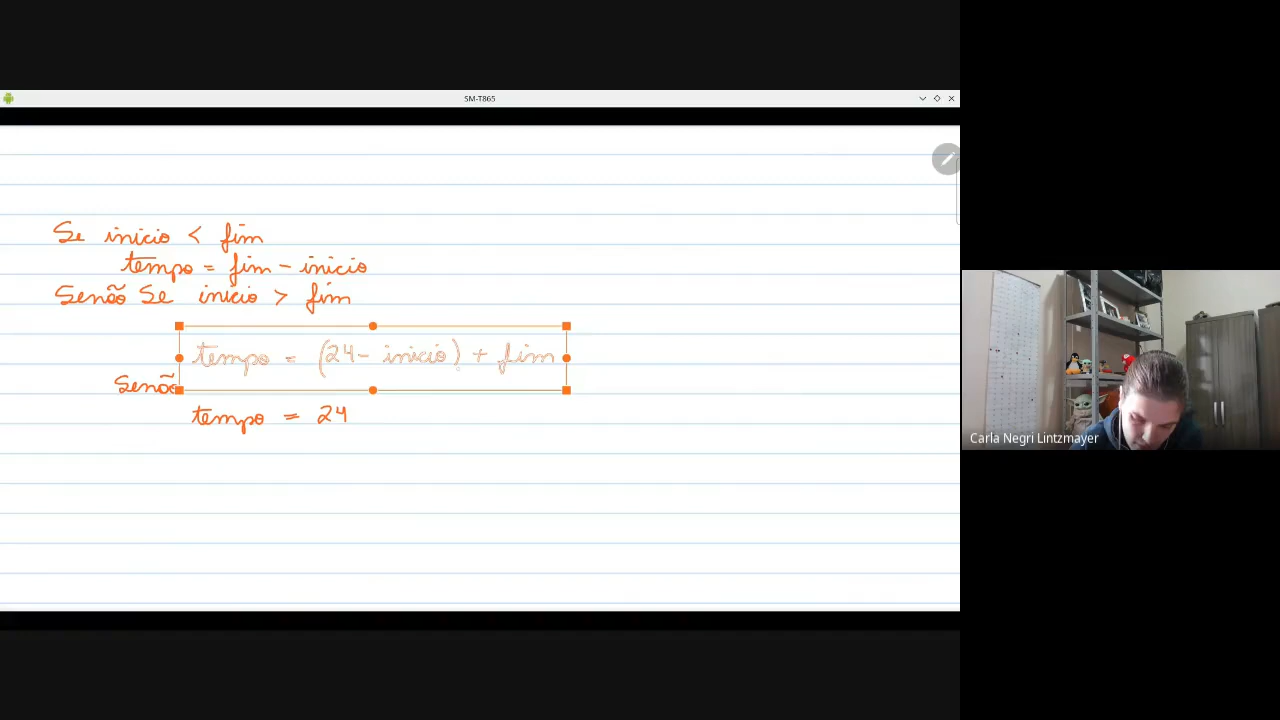 SM-T865
Se inicio < fim
tempo = fim - inicio
Senão Se inicio > fim
tempo = (24 - inicio) + fim
Senão
tempo = 24
Carla Negri Lintzmayer